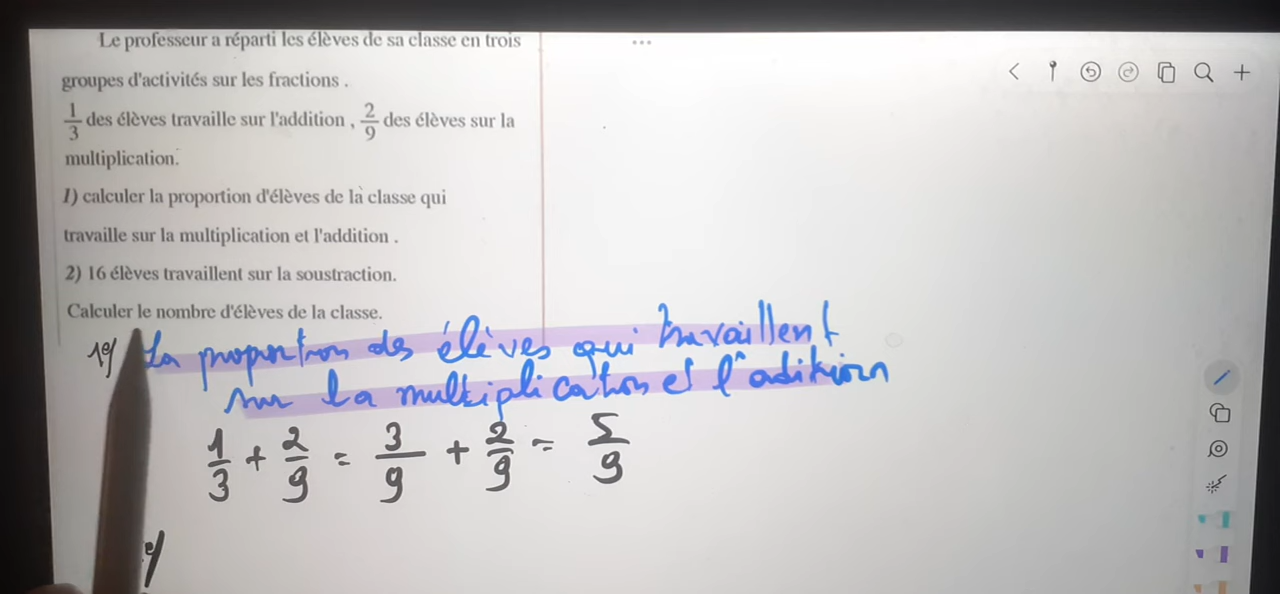 Le professeur a réparti les élèves de sa classe en trois
groupes d'activités sur les fractions .
1/3 des élèves travaille sur l'addition , 2/9 des élèves sur la
multiplication.
1) calculer la proportion d'élèves de la classe qui
travaille sur la multiplication et l'addition .
2) 16 élèves travaillent sur la soustraction.
Calculer le nombre d'élèves de la classe.
1°/ La proportion des élèves qui travaillent
sur la multiplication et l'adition
1/3 + 2/9 = 3/9 + 2/9 = 5/9